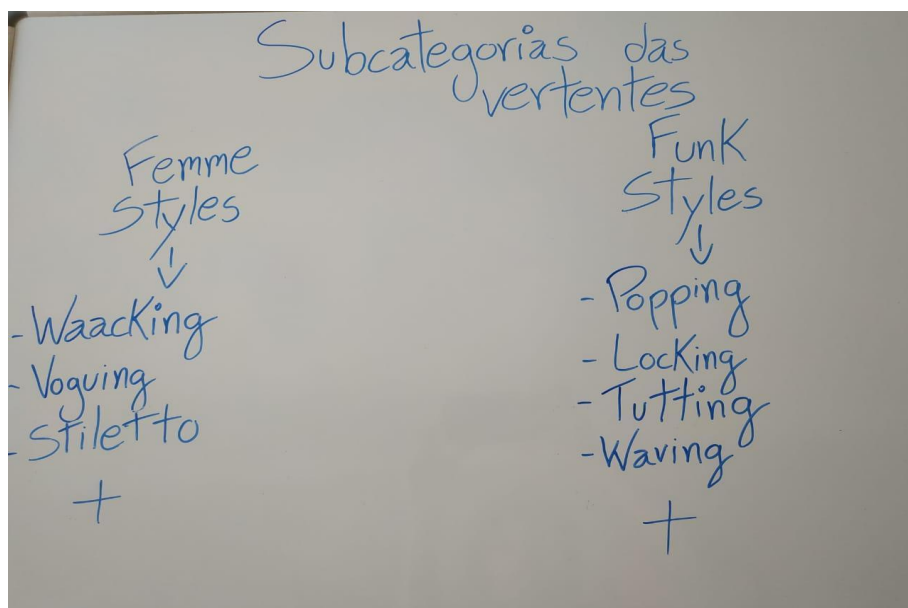 Subcategorias das
vertentes
Femme
Styles
↓
- Waacking
- Voguing
- Stiletto
+
Funk
Styles
↓
- Popping
- Locking
- Tutting
- Waving
+